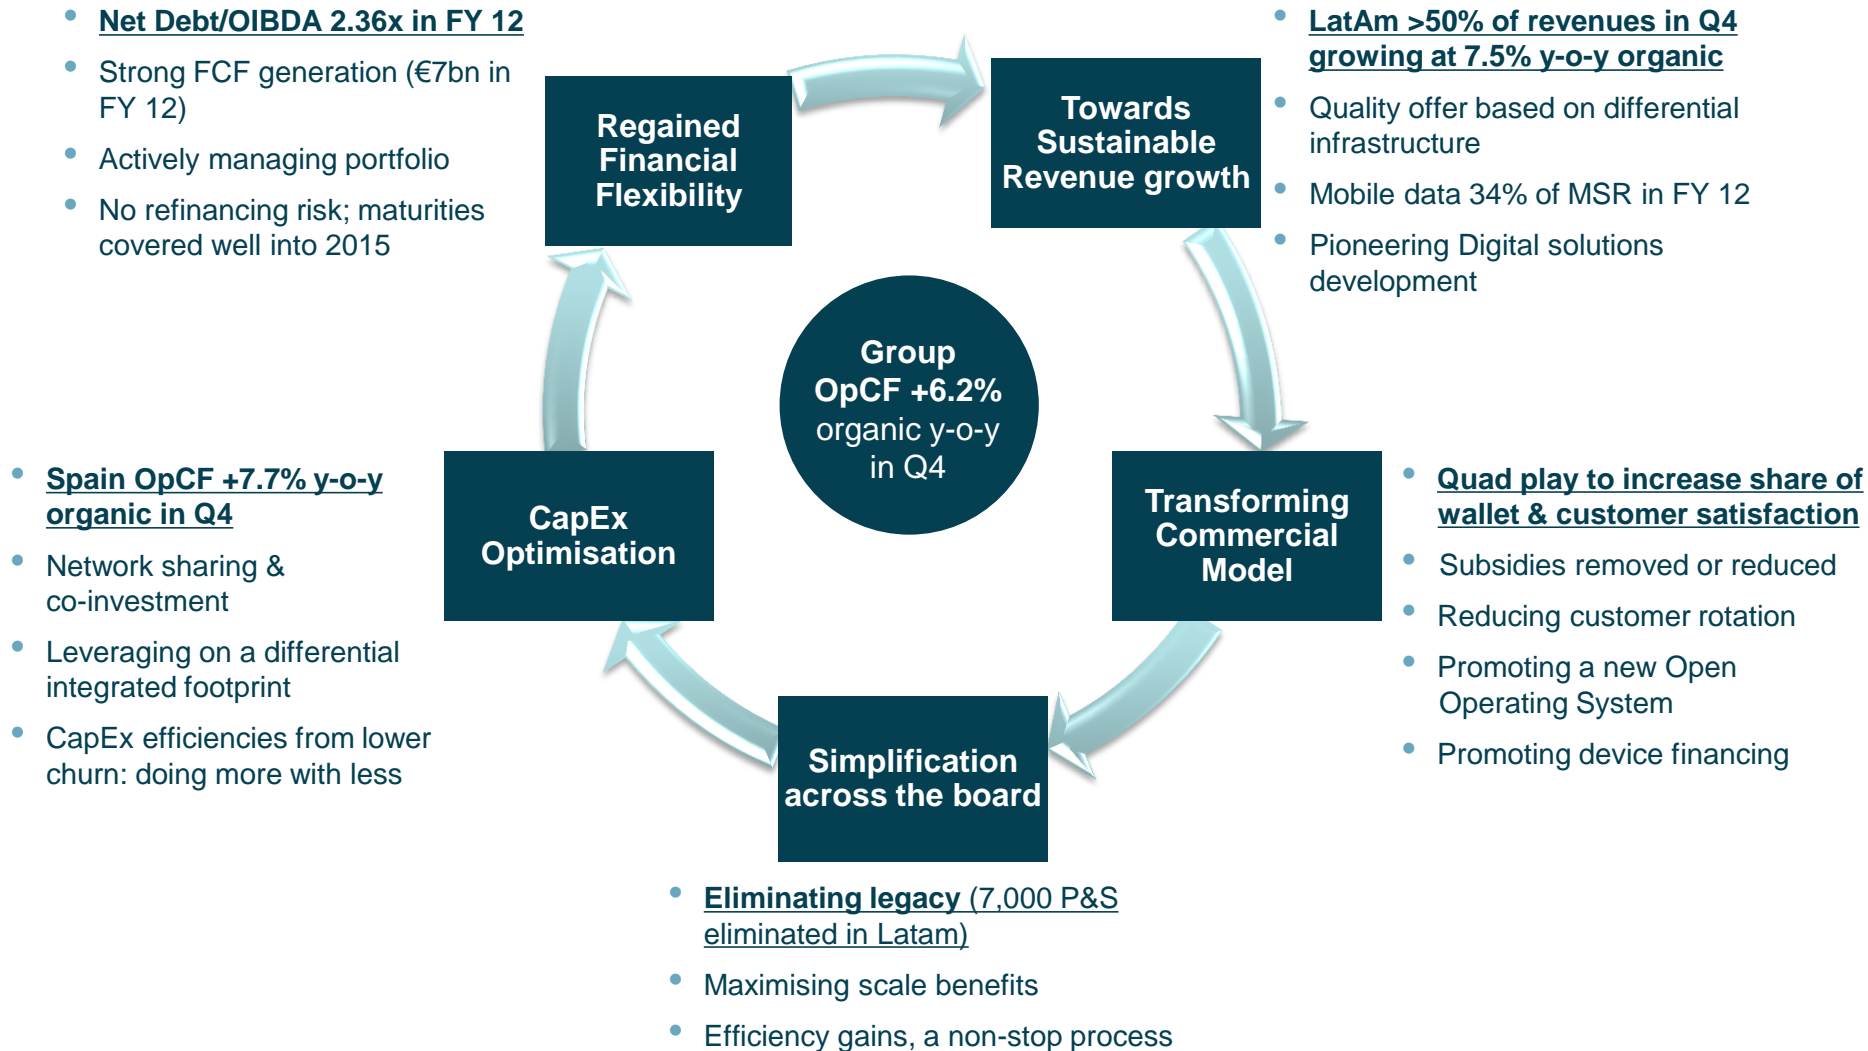 • Net Debt/OIBDA 2.36x in FY 12
• Strong FCF generation (€7bn in
FY 12)
• Actively managing portfolio
• No refinancing risk; maturities
covered well into 2015
Regained
Financial
Flexibility
Towards
Sustainable
Revenue growth
• LatAm >50% of revenues in Q4
growing at 7.5% y-o-y organic
• Quality offer based on differential
infrastructure
• Mobile data 34% of MSR in FY 12
• Pioneering Digital solutions
development
Group
OpCF +6.2%
organic y-o-y
in Q4
• Spain OpCF +7.7% y-o-y
organic in Q4
• Network sharing &
co-investment
• Leveraging on a differential
integrated footprint
• CapEx efficiencies from lower
churn: doing more with less
CapEx
Optimisation
Transforming
Commercial
Model
• Quad play to increase share of
wallet & customer satisfaction
• Subsidies removed or reduced
• Reducing customer rotation
• Promoting a new Open
Operating System
• Promoting device financing
Simplification
across the board
• Eliminating legacy (7,000 P&S
eliminated in Latam)
• Maximising scale benefits
• Efficiency gains, a non-stop process